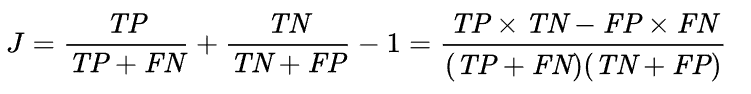 J = TP / (TP + FN) + TN / (TN + FP) − 1 = (TP × TN − FP × FN) / ((TP + FN)(TN + FP))